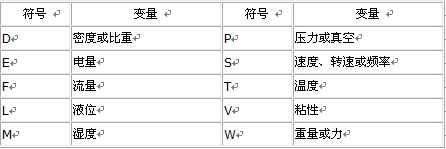 符号 变量 符号 变量
D 密度或比重 P 压力或真空
E 电量 S 速度、转速或频率
F 流量 T 温度
L 液位 V 粘性
M 湿度 W 重量或力